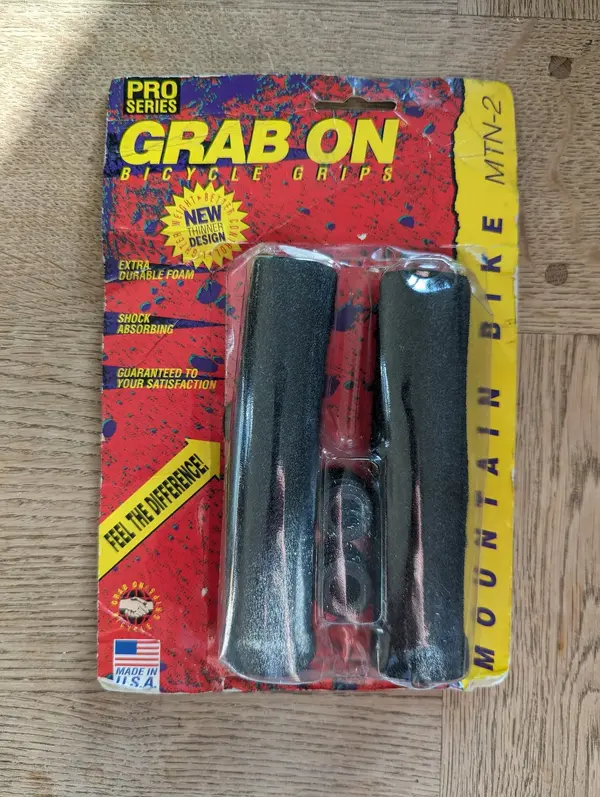 PRO
SERIES
GRAB ON
BICYCLE GRIPS
NEW
THINNER
DESIGN
EXTRA
DURABLE FOAM
SHOCK
ABSORBING
GUARANTEED TO
YOUR SATISFACTION
FEEL THE DIFFERENCE!
MADE IN
U.S.A.
MOUNTAIN BIKE MTN-2